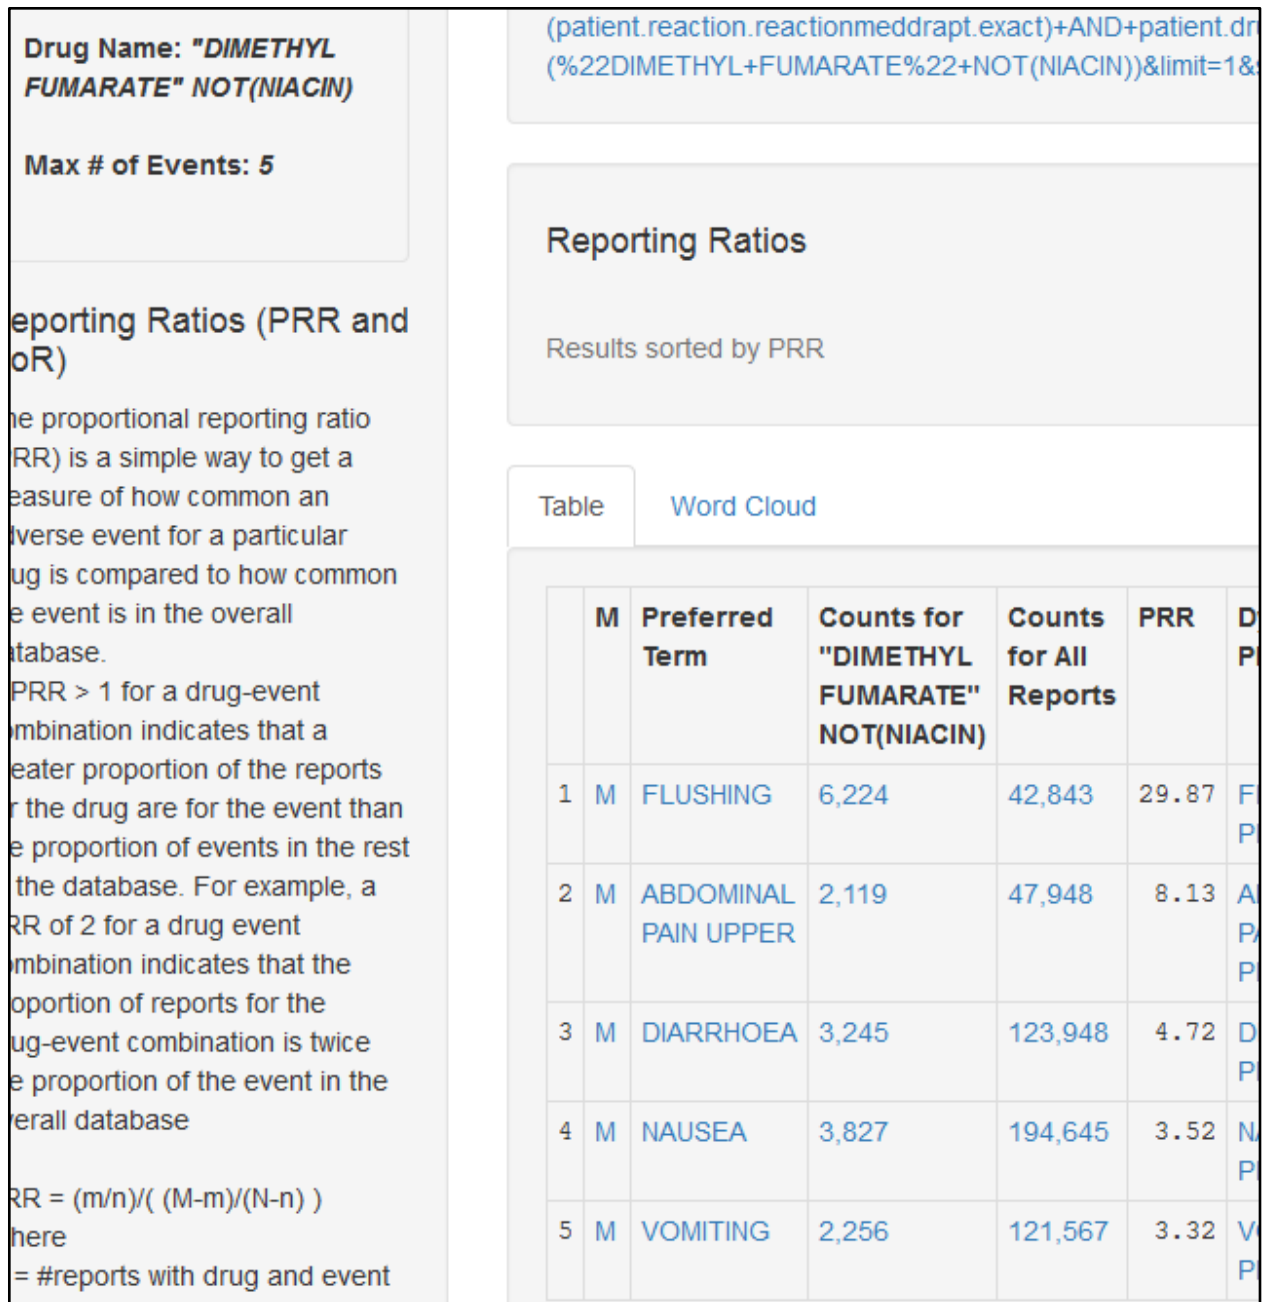 Drug Name: "DIMETHYL
FUMARATE" NOT(NIACIN)
Max # of Events: 5
eporting Ratios (PRR and
oR)
he proportional reporting ratio
RR) is a simple way to get a
easure of how common an
verse event for a particular
ug is compared to how common
e event is in the overall
tabase.
PRR > 1 for a drug-event
mbination indicates that a
eater proportion of the reports
r the drug are for the event than
e proportion of events in the rest
the database. For example, a
RR of 2 for a drug event
mbination indicates that the
oportion of reports for the
ug-event combination is twice
e proportion of the event in the
verall database
RR = (m/n)/( (M-m)/(N-n) )
here
= #reports with drug and event
(patient.reaction.reactionmeddrapt.exact)+AND+patient.dru
(%22DIMETHYL+FUMARATE%22+NOT(NIACIN))&limit=1&s
Reporting Ratios
Results sorted by PRR
Table Word Cloud
M Preferred Term Counts for "DIMETHYL FUMARATE" NOT(NIACIN) Counts for All Reports PRR
1 M FLUSHING 6,224 42,843 29.87
2 M ABDOMINAL PAIN UPPER 2,119 47,948 8.13
3 M DIARRHOEA 3,245 123,948 4.72
4 M NAUSEA 3,827 194,645 3.52
5 M VOMITING 2,256 121,567 3.32